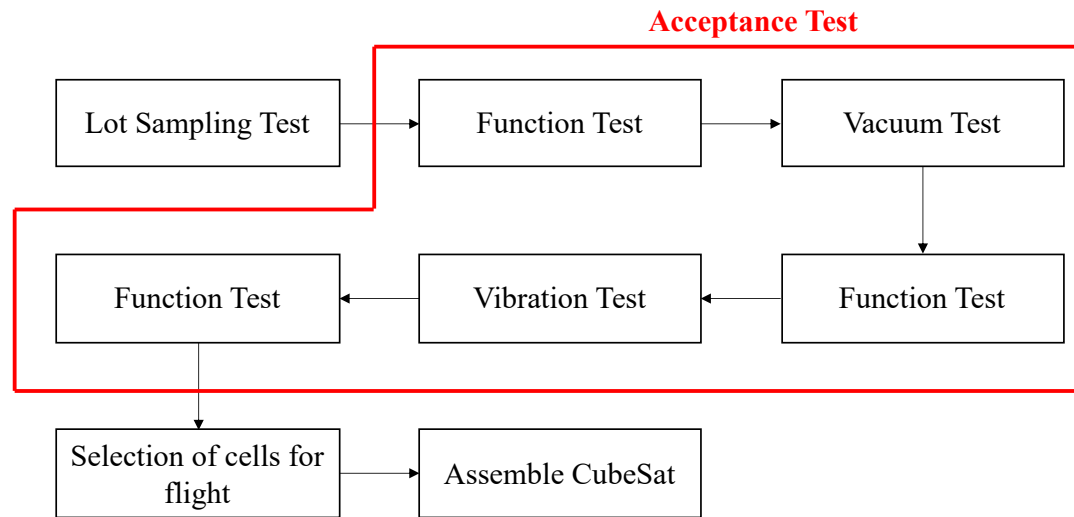 Acceptance Test
Lot Sampling Test
Function Test
Vacuum Test
Function Test
Vibration Test
Function Test
Selection of cells for
flight
Assemble CubeSat